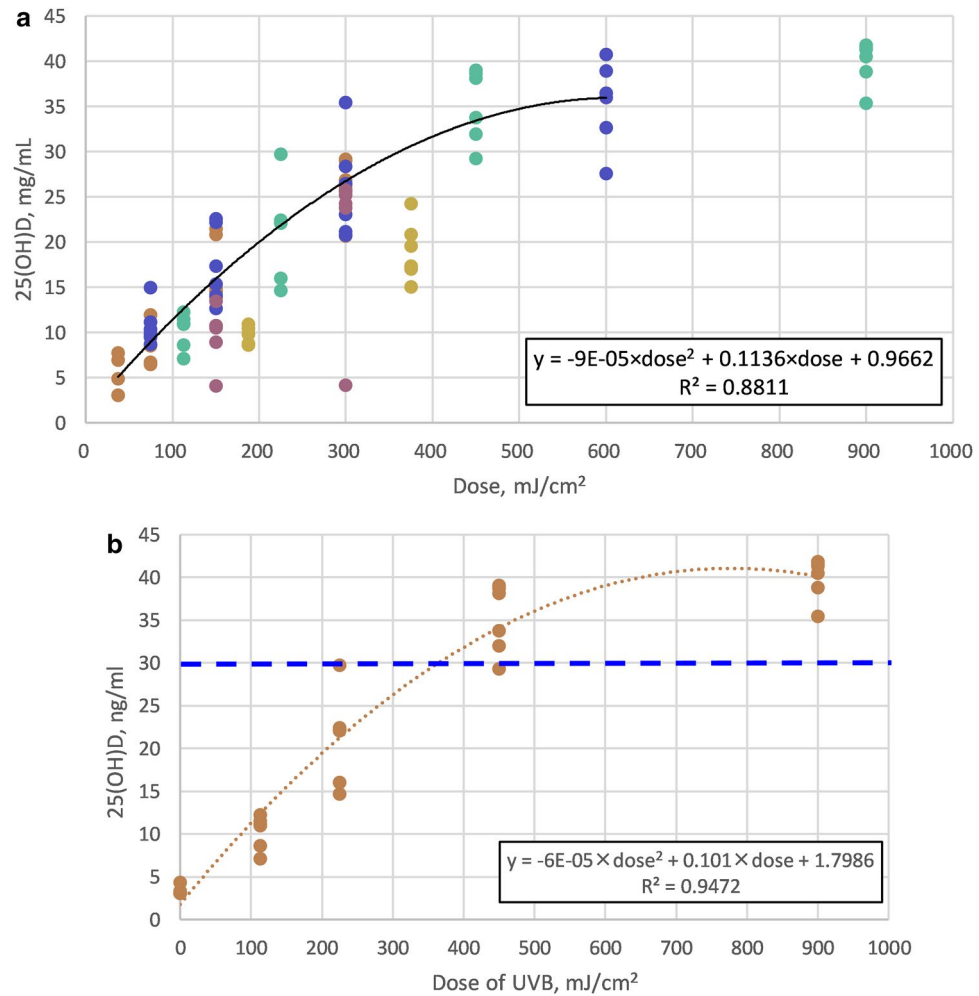 a
45
40
35
30
25
20
15
10
5
0
25(OH)D, mg/mL
y = -9E-05×dose² + 0.1136×dose + 0.9662
R² = 0.8811
0 100 200 300 400 500 600 700 800 900 1000
Dose, mJ/cm²
b
45
40
35
30
25
20
15
10
5
0
25(OH)D, ng/ml
y = -6E-05×dose² + 0.101×dose + 1.7986
R² = 0.9472
0 100 200 300 400 500 600 700 800 900 1000
Dose of UVB, mJ/cm²